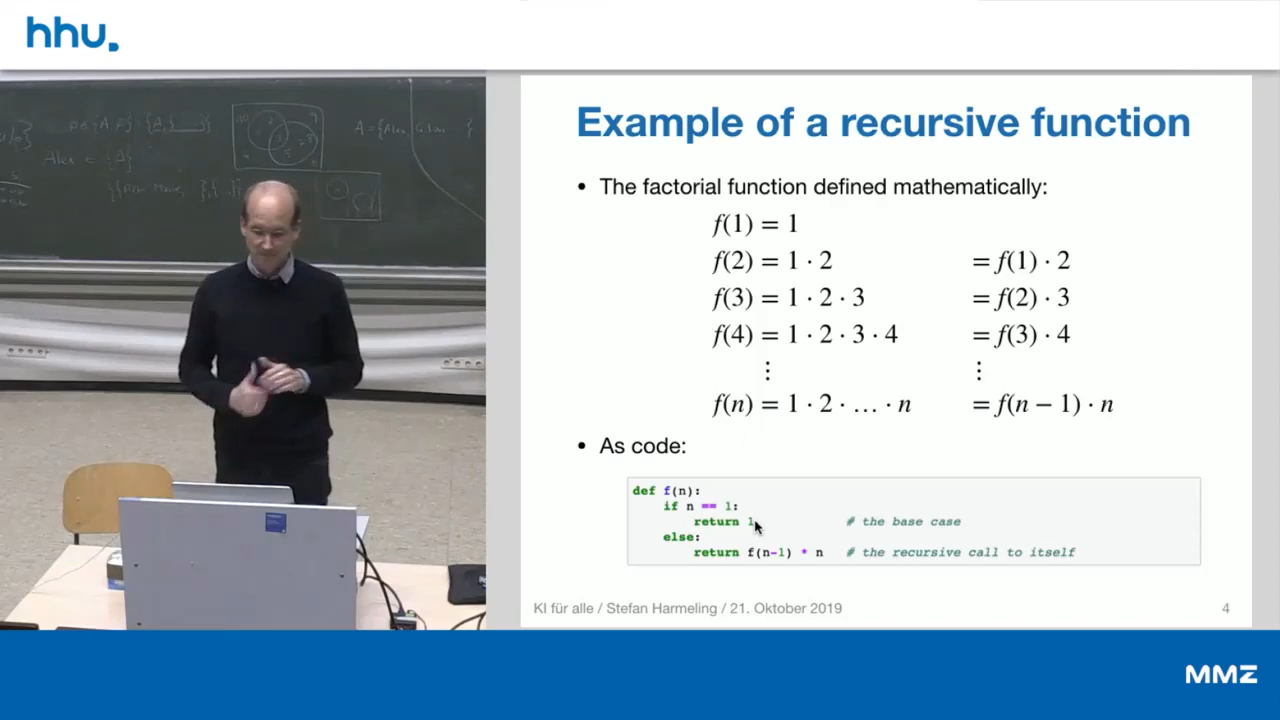 hhu.
Example of a recursive function
• The factorial function defined mathematically:
f(1) = 1
f(2) = 1 · 2 = f(1) · 2
f(3) = 1 · 2 · 3 = f(2) · 3
f(4) = 1 · 2 · 3 · 4 = f(3) · 4
⋮ ⋮
f(n) = 1 · 2 · … · n = f(n − 1) · n
• As code:
def f(n):
if n == 1:
return 1 # the base case
else:
return f(n-1) * n # the recursive call to itself
KI für alle / Stefan Harmeling / 21. Oktober 2019 4
MMZ